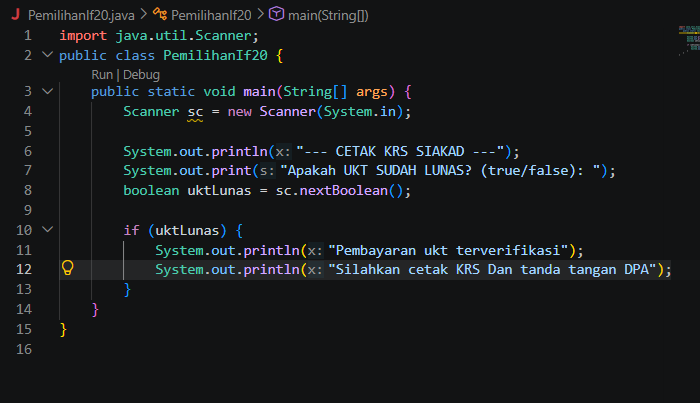 PemilihanIf20.java > PemilihanIf20 > main(String[])
1 import java.util.Scanner;
2 public class PemilihanIf20 {
Run | Debug
3 public static void main(String[] args) {
4 Scanner sc = new Scanner(System.in);
5
6 System.out.println(x: "--- CETAK KRS SIAKAD ---");
7 System.out.print(s: "Apakah UKT SUDAH LUNAS? (true/false): ");
8 boolean uktLunas = sc.nextBoolean();
9
10 if (uktLunas) {
11 System.out.println(x: "Pembayaran ukt terverifikasi");
12 System.out.println(x: "Silahkan cetak KRS Dan tanda tangan DPA");
13 }
14 }
15 }
16